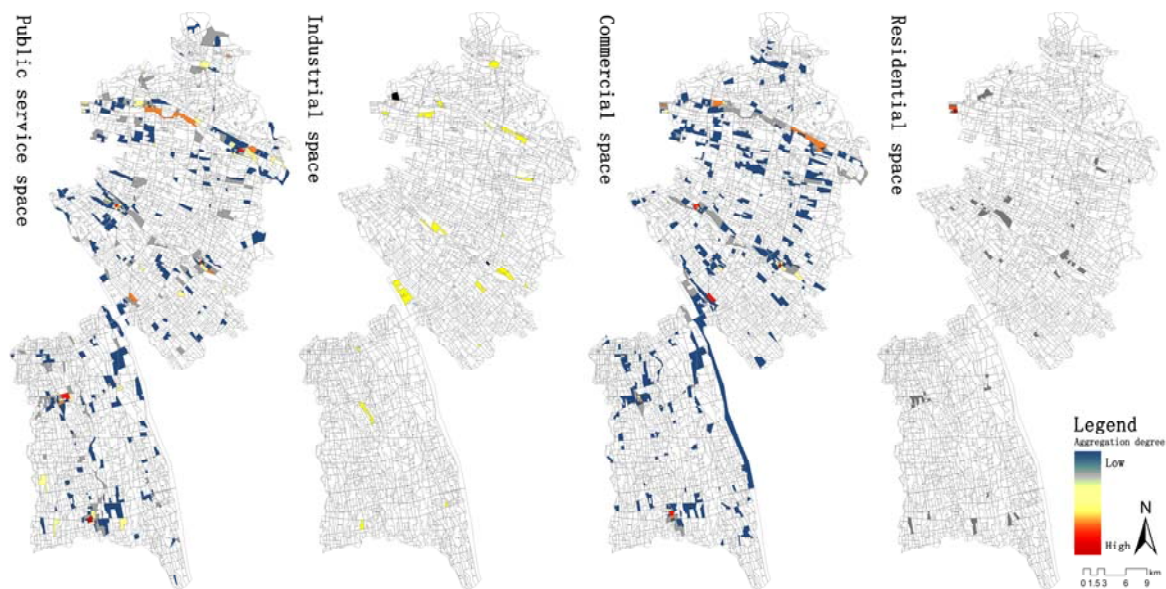 Public service space
Industrial space
Commercial space
Residential space
Legend
Aggregation degree
Low
High
N
km
0 1.5 3 6 9